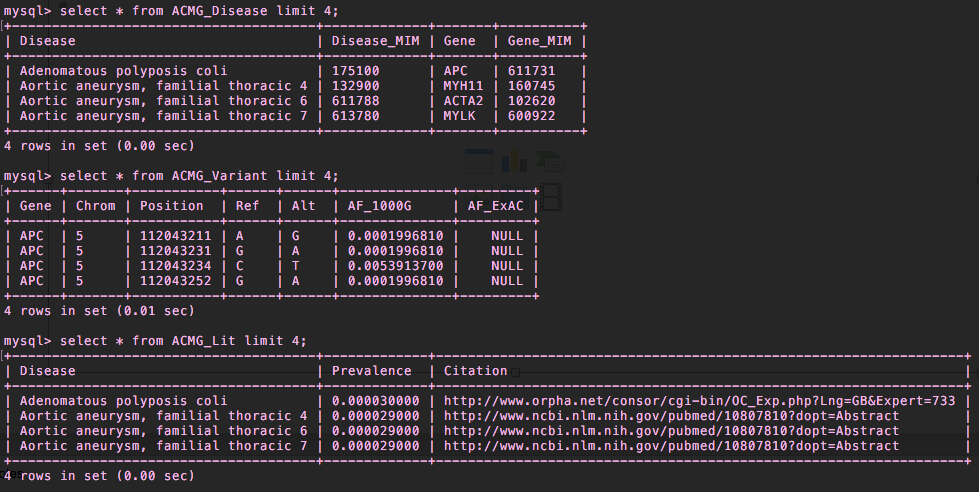 mysql> select * from ACMG_Disease limit 4;
+---------------------------------------+-------------+-------+----------+
| Disease                               | Disease_MIM | Gene  | Gene_MIM |
+---------------------------------------+-------------+-------+----------+
| Adenomatous polyposis coli            | 175100      | APC   | 611731   |
| Aortic aneurysm, familial thoracic 4 | 132900      | MYH11 | 160745   |
| Aortic aneurysm, familial thoracic 6 | 611788      | ACTA2 | 102620   |
| Aortic aneurysm, familial thoracic 7 | 613780      | MYLK  | 600922   |
+---------------------------------------+-------------+-------+----------+
4 rows in set (0.00 sec)
mysql> select * from ACMG_Variant limit 4;
+------+-------+-----------+------+------+--------------+---------+
| Gene | Chrom | Position  | Ref  | Alt  | AF_1000G     | AF_ExAC |
+------+-------+-----------+------+------+--------------+---------+
| APC  | 5     | 112043211 | A    | G    | 0.0001996810 |    NULL |
| APC  | 5     | 112043231 | G    | A    | 0.0001996810 |    NULL |
| APC  | 5     | 112043234 | C    | T    | 0.0053913700 |    NULL |
| APC  | 5     | 112043252 | G    | A    | 0.0001996810 |    NULL |
+------+-------+-----------+------+------+--------------+---------+
4 rows in set (0.01 sec)
mysql> select * from ACMG_Lit limit 4;
+--------------------------------------+-------------+------------------------------------------------------------------+
| Disease                              | Prevalence  | Citation                                                         |
+--------------------------------------+-------------+------------------------------------------------------------------+
| Adenomatous polyposis coli           | 0.000030000 | http://www.orpha.net/consor/cgi-bin/OC_Exp.php?Lng=GB&Expert=733 |
| Aortic aneurysm, familial thoracic 4 | 0.000029000 | http://www.ncbi.nlm.nih.gov/pubmed/10807810?dopt=Abstract        |
| Aortic aneurysm, familial thoracic 6 | 0.000029000 | http://www.ncbi.nlm.nih.gov/pubmed/10807810?dopt=Abstract        |
| Aortic aneurysm, familial thoracic 7 | 0.000029000 | http://www.ncbi.nlm.nih.gov/pubmed/10807810?dopt=Abstract        |
+--------------------------------------+-------------+------------------------------------------------------------------+
4 rows in set (0.00 sec)